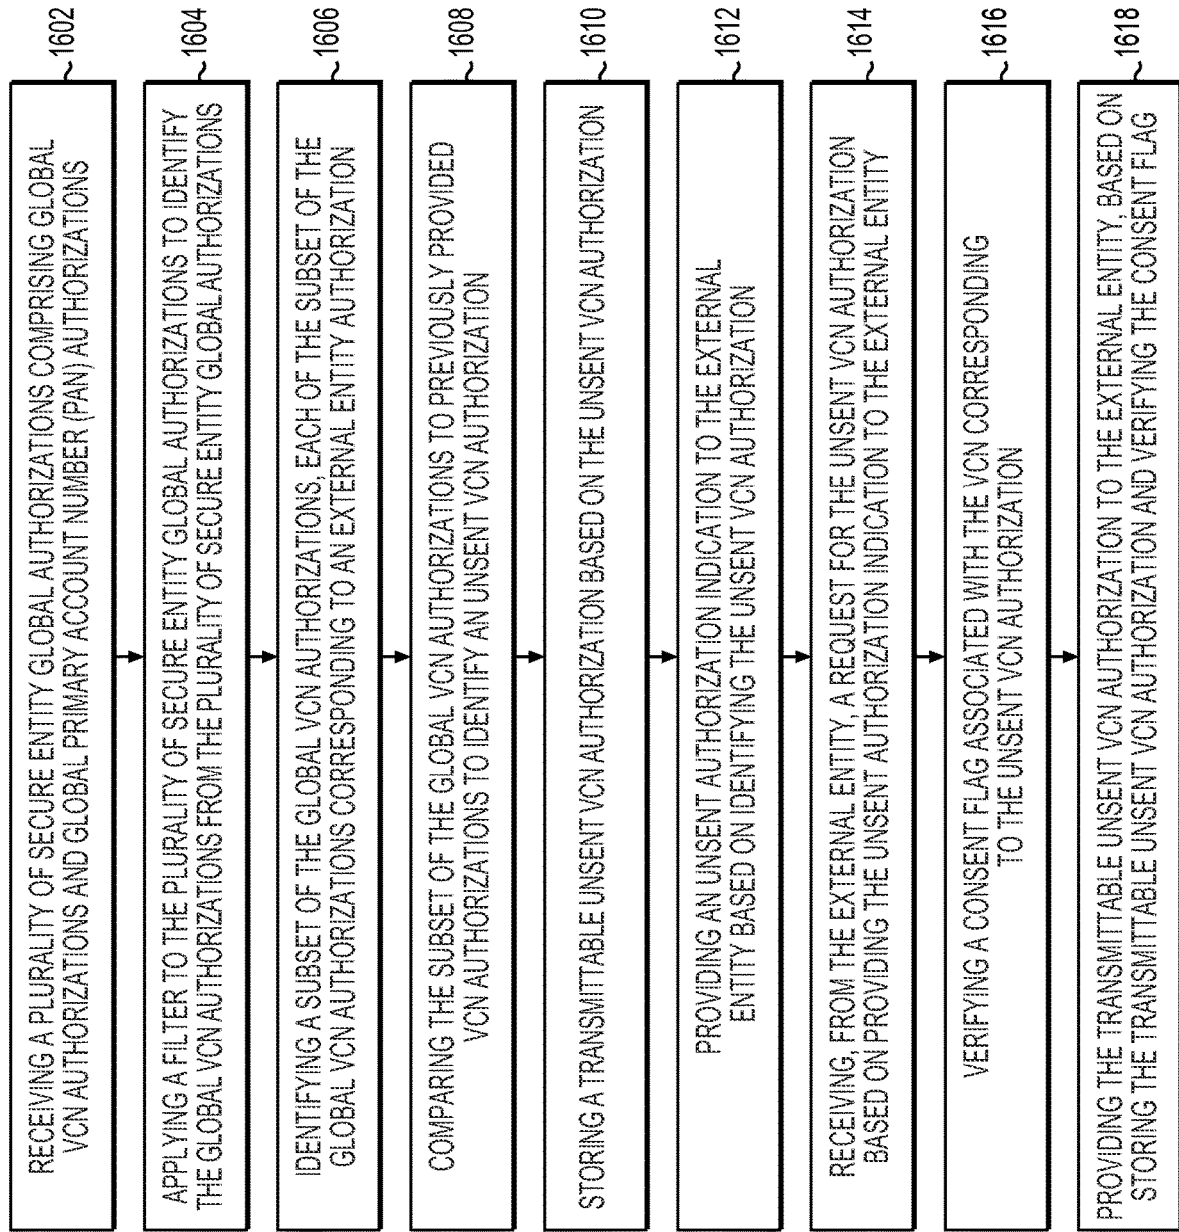 RECEIVING A PLURALITY OF SECURE ENTITY GLOBAL AUTHORIZATIONS COMPRISING GLOBAL
VCN AUTHORIZATIONS AND GLOBAL PRIMARY ACCOUNT NUMBER (PAN) AUTHORIZATIONS
1602
APPLYING A FILTER TO THE PLURALITY OF SECURE ENTITY GLOBAL AUTHORIZATIONS TO IDENTIFY
THE GLOBAL VCN AUTHORIZATIONS FROM THE PLURALITY OF SECURE ENTITY GLOBAL AUTHORIZATIONS
1604
IDENTIFYING A SUBSET OF THE GLOBAL VCN AUTHORIZATIONS, EACH OF THE SUBSET OF THE
GLOBAL VCN AUTHORIZATIONS CORRESPONDING TO AN EXTERNAL ENTITY AUTHORIZATION
1606
COMPARING THE SUBSET OF THE GLOBAL VCN AUTHORIZATIONS TO PREVIOUSLY PROVIDED
VCN AUTHORIZATIONS TO IDENTIFY AN UNSENT VCN AUTHORIZATION
1608
STORING A TRANSMITTABLE UNSENT VCN AUTHORIZATION BASED ON THE UNSENT VCN AUTHORIZATION
1610
PROVIDING AN UNSENT AUTHORIZATION INDICATION TO THE EXTERNAL
ENTITY BASED ON IDENTIFYING THE UNSENT VCN AUTHORIZATION
1612
RECEIVING, FROM THE EXTERNAL ENTITY, A REQUEST FOR THE UNSENT VCN AUTHORIZATION
BASED ON PROVIDING THE UNSENT AUTHORIZATION INDICATION TO THE EXTERNAL ENTITY
1614
VERIFYING A CONSENT FLAG ASSOCIATED WITH THE VCN CORRESPONDING
TO THE UNSENT VCN AUTHORIZATION
1616
PROVIDING THE TRANSMITTABLE UNSENT VCN AUTHORIZATION TO THE EXTERNAL ENTITY, BASED ON
STORING THE TRANSMITTABLE UNSENT VCN AUTHORIZATION AND VERIFYING THE CONSENT FLAG
1618